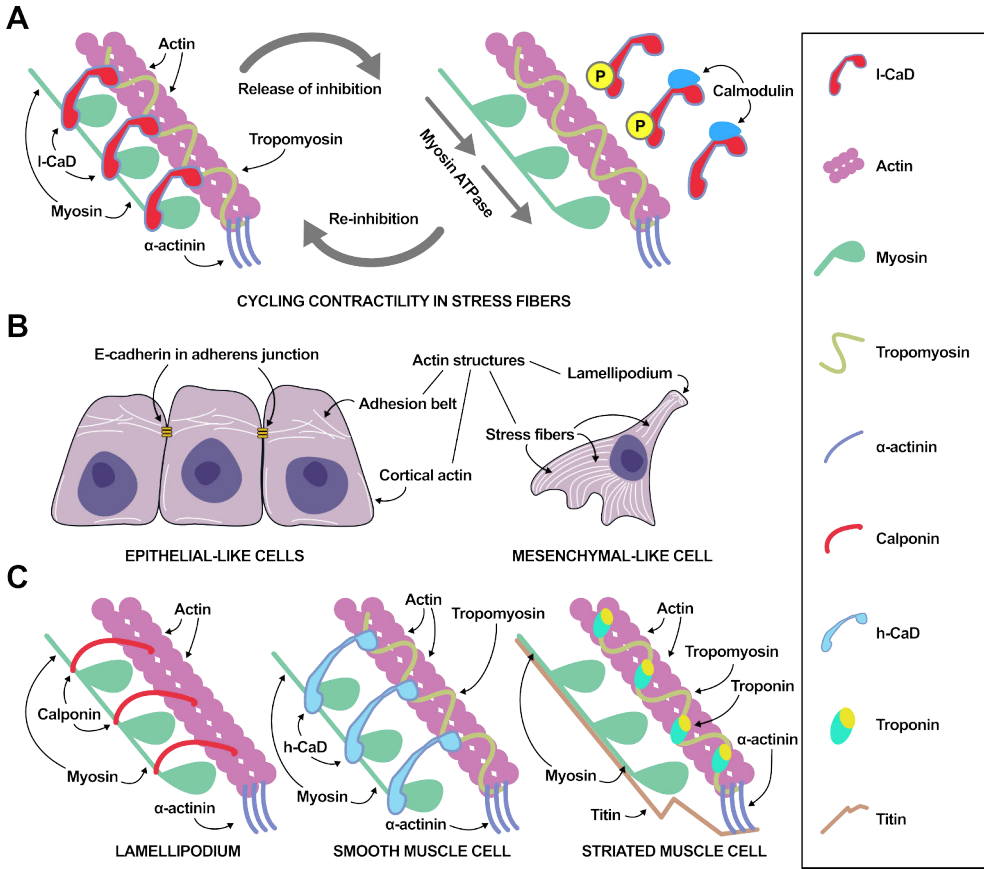 A
Actin
Release of inhibition
Calmodulin
P
P
Tropomyosin
l-CaD
Myosin ATPase
Myosin
Re-inhibition
α-actinin
CYCLING CONTRACTILITY IN STRESS FIBERS
B
E-cadherin in adherens junction
Actin structures
Lamellipodium
Adhesion belt
Stress fibers
Cortical actin
EPITHELIAL-LIKE CELLS
MESENCHYMAL-LIKE CELL
C
Actin
Calponin
Myosin
α-actinin
LAMELLIPODIUM
Actin
Tropomyosin
h-CaD
Myosin
α-actinin
SMOOTH MUSCLE CELL
Actin
Tropomyosin
Troponin
α-actinin
Myosin
Titin
STRIATED MUSCLE CELL
l-CaD
Actin
Myosin
Tropomyosin
α-actinin
Calponin
h-CaD
Troponin
Titin